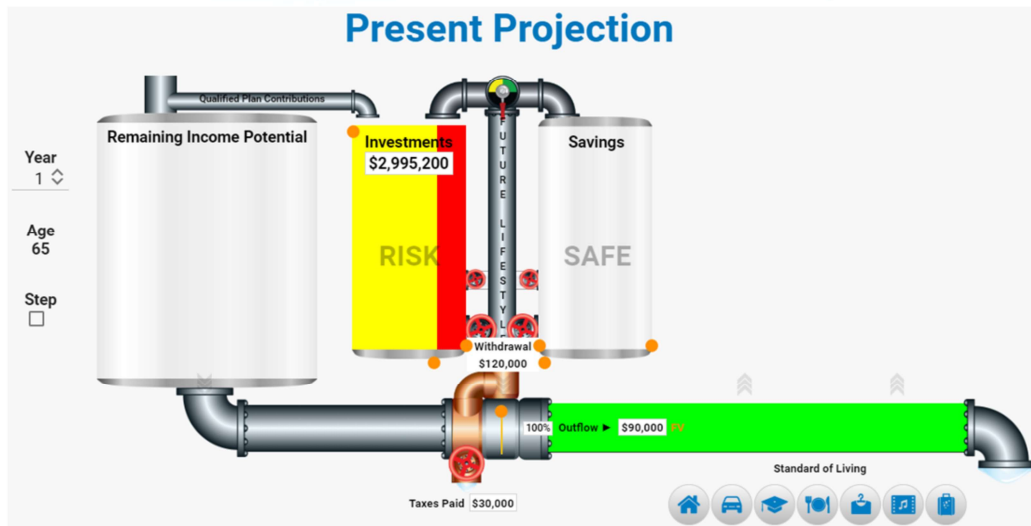 Present Projection
Qualified Plan Contributions
Remaining Income Potential
Investments
$2,995,200
Savings
Year
1
Age
65
Step
RISK
SAFE
FUTURE LIFESTYLE
Withdrawal
$120,000
100% Outflow ► $90,000 FV
Standard of Living
Taxes Paid $30,000